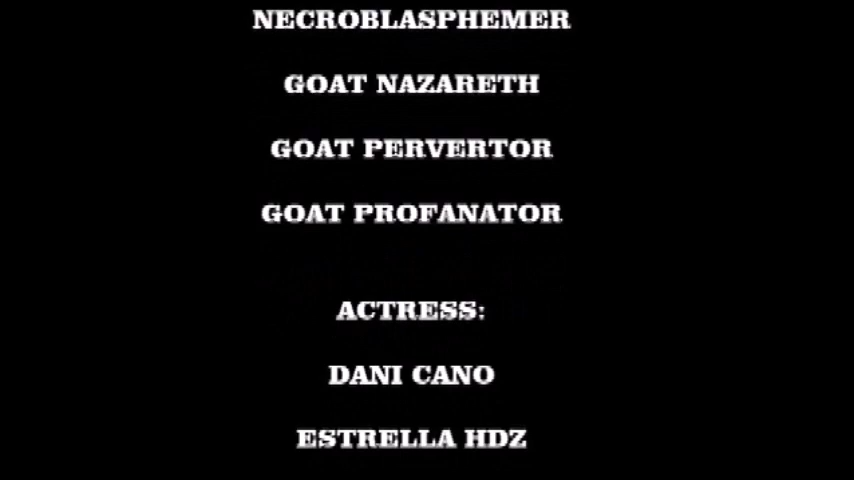 NECROBLASPHEMER
GOAT NAZARETH
GOAT PERVERTOR
GOAT PROFANATOR
ACTRESS:
DANI CANO
ESTRELLA HDZ